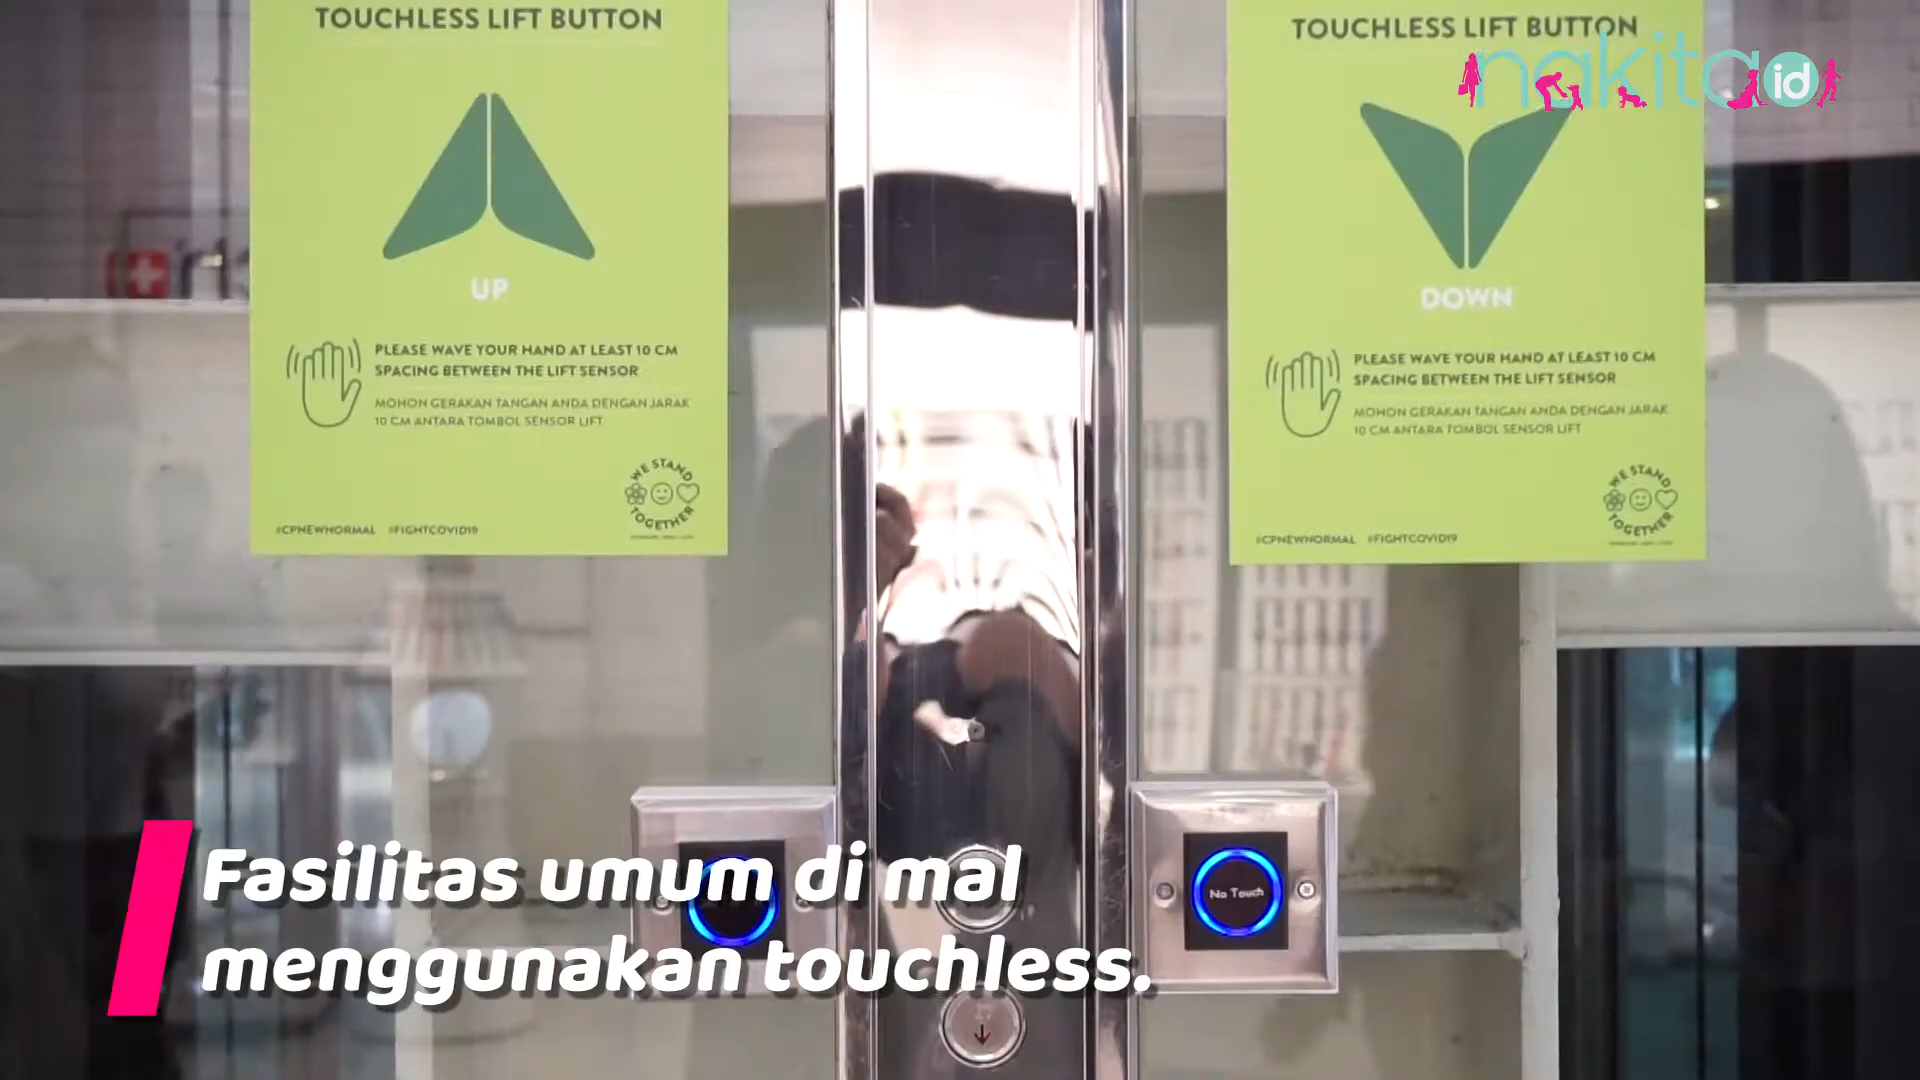 TOUCHLESS LIFT BUTTON
UP
PLEASE WAVE YOUR HAND AT LEAST 10 CM
SPACING BETWEEN THE LIFT SENSOR
MOHON GERAKAN TANGAN ANDA DENGAN JARAK
10 CM ANTARA TOMBOL SENSOR LIFT
WE STAND
TOGETHER
#CPNEWNORMAL #FIGHTCOVID19
TOUCHLESS LIFT BUTTON
nakita id
DOWN
PLEASE WAVE YOUR HAND AT LEAST 10 CM
SPACING BETWEEN THE LIFT SENSOR
MOHON GERAKAN TANGAN ANDA DENGAN JARAK
10 CM ANTARA TOMBOL SENSOR LIFT
WE STAND
TOGETHER
#CPNEWNORMAL #FIGHTCOVID19
No Touch
Fasilitas umum di mal
menggunakan touchless.